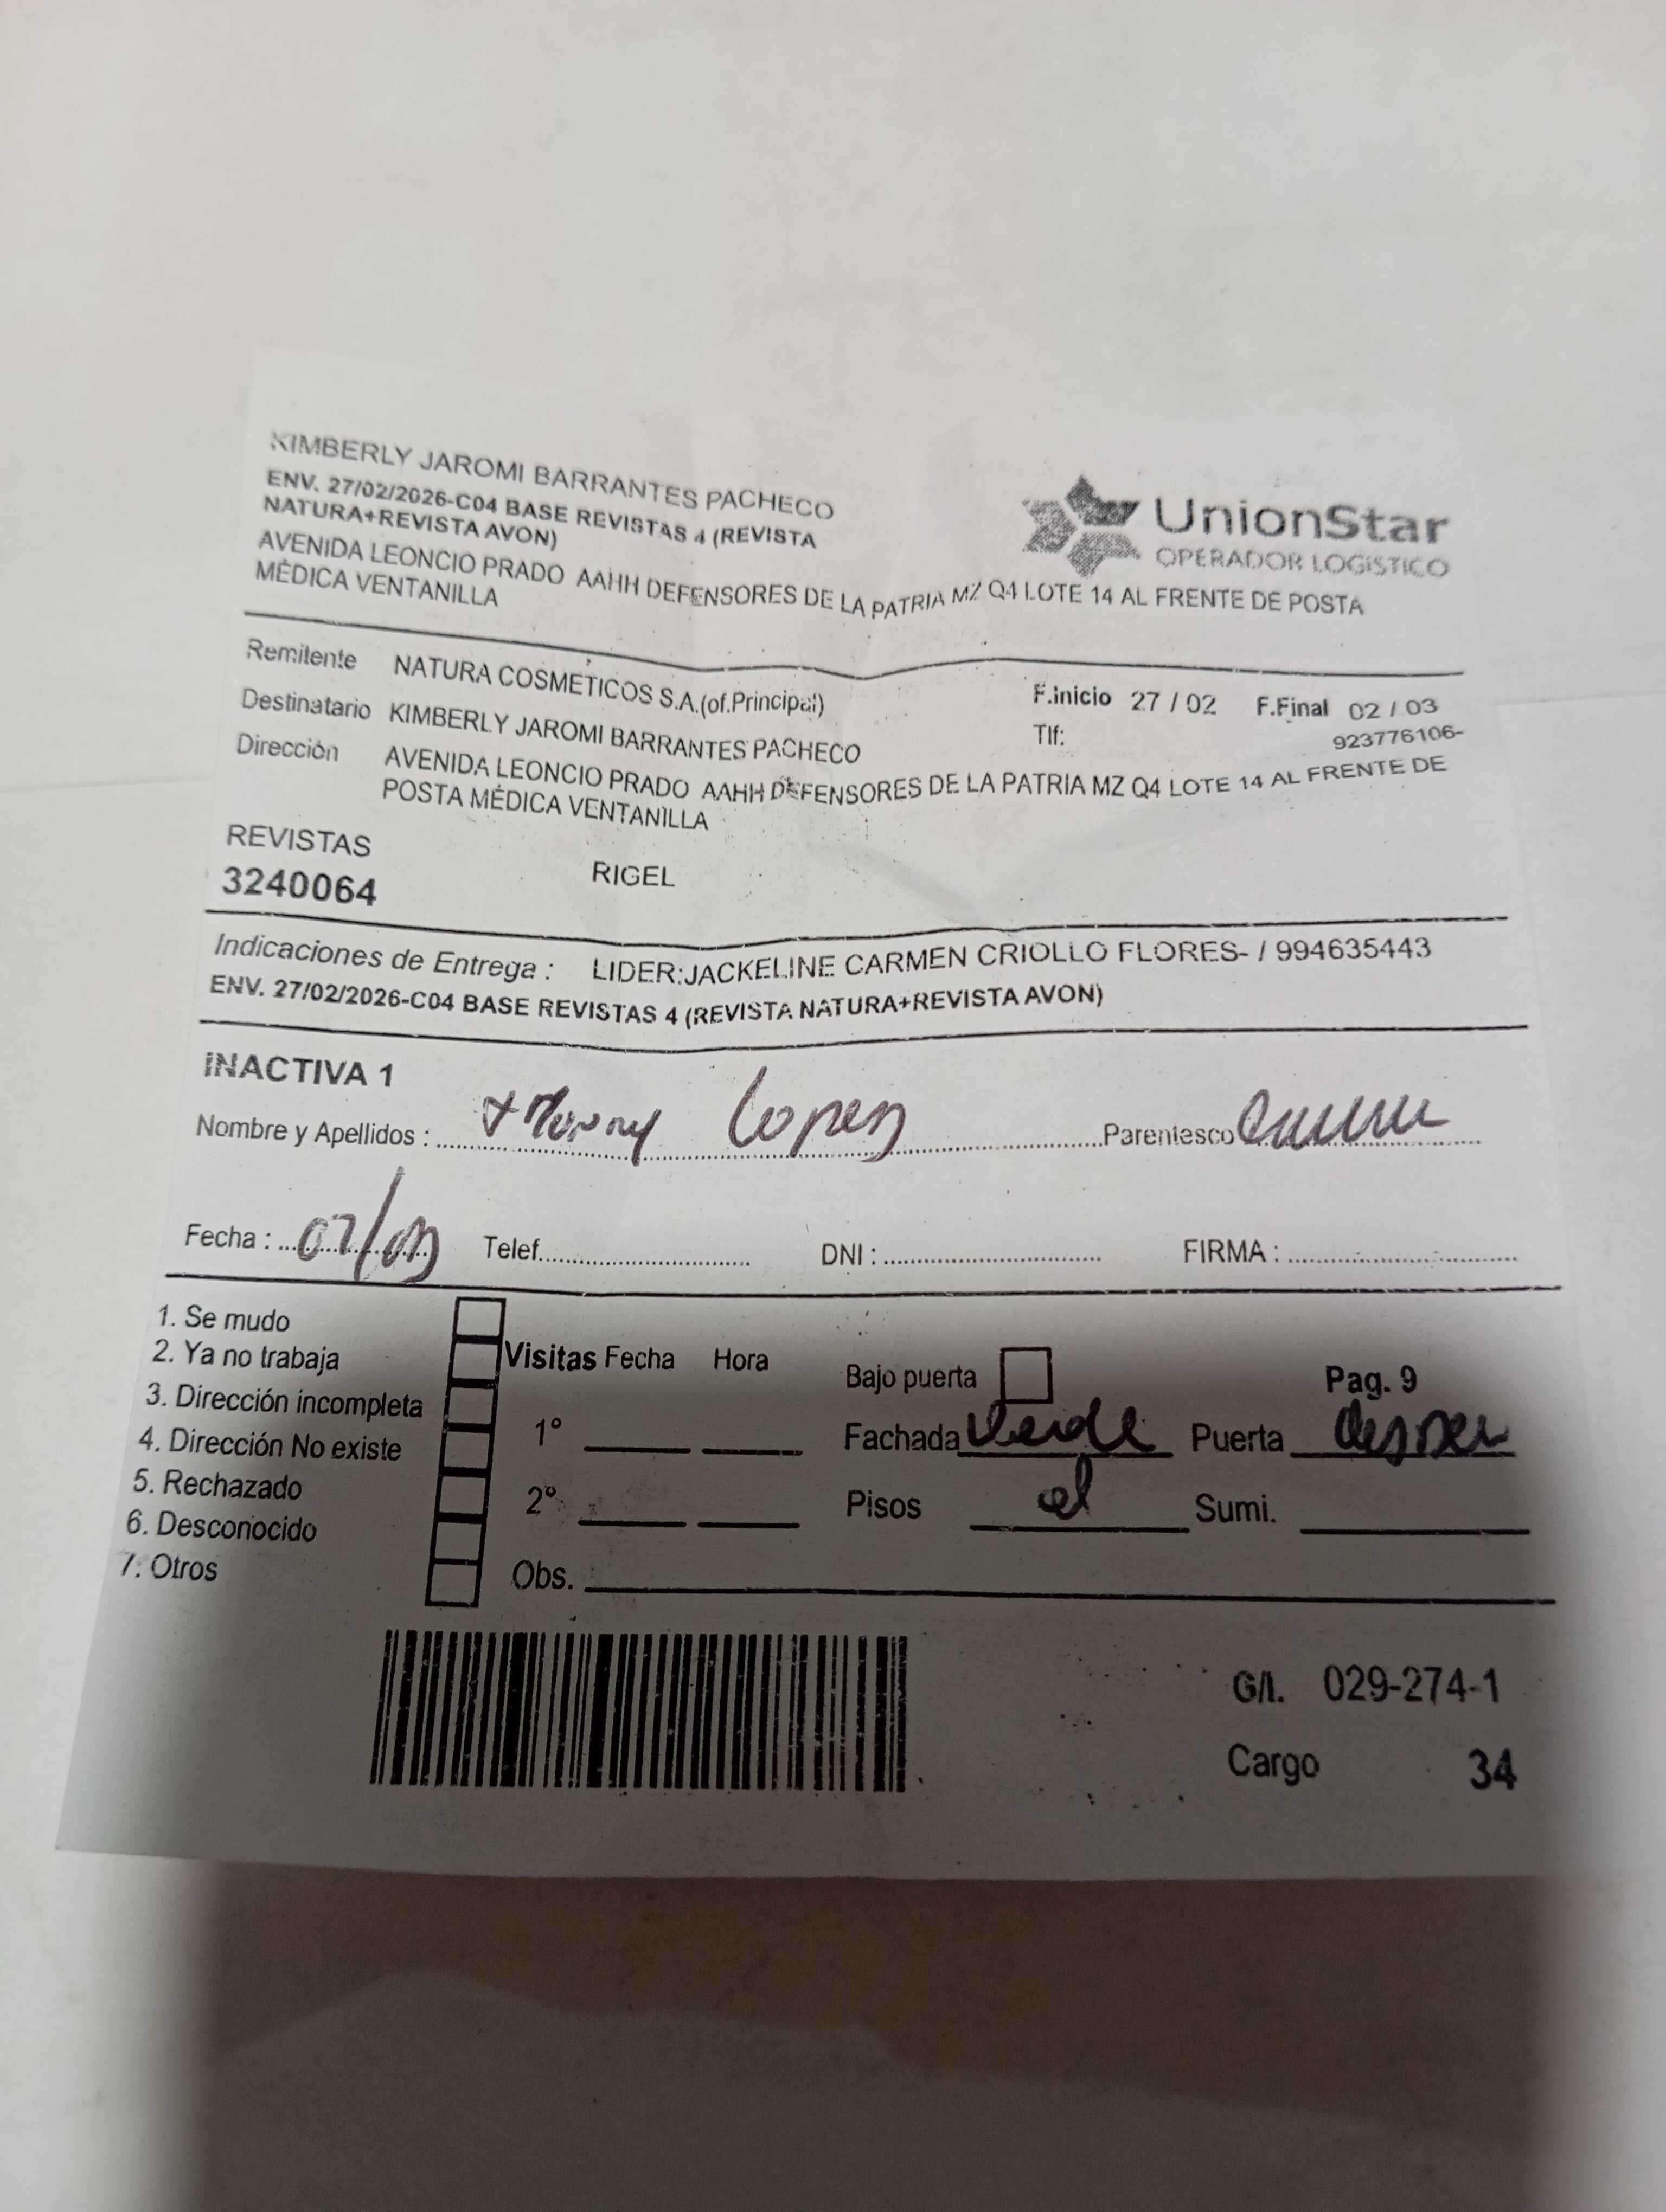 KIMBERLY JAROMI BARRANTES PACHECO
ENV. 27/02/2026-C04 BASE REVISTAS 4 (REVISTA
NATURA+REVISTA AVON)
AVENIDA LEONCIO PRADO AAHH DEFENSORES DE LA PATRIA MZ Q4 LOTE 14 AL FRENTE DE POSTA
MÉDICA VENTANILLA
UnionStar
OPERADOR LOGÍSTICO
Remitente NATURA COSMETICOS S.A.(of.Principal) F.inicio 27 / 02 F.Final 02 / 03
Destinatario KIMBERLY JAROMI BARRANTES PACHECO Tlf: 923776106-
Dirección AVENIDA LEONCIO PRADO AAHH DEFENSORES DE LA PATRIA MZ Q4 LOTE 14 AL FRENTE DE
POSTA MÉDICA VENTANILLA
REVISTAS
3240064 RIGEL
Indicaciones de Entrega : LIDER:JACKELINE CARMEN CRIOLLO FLORES- / 994635443
ENV. 27/02/2026-C04 BASE REVISTAS 4 (REVISTA NATURA+REVISTA AVON)
INACTIVA 1
Nombre y Apellidos : Lopez Parentesco
Fecha : Telef. DNI : FIRMA :
1. Se mudo
2. Ya no trabaja
3. Dirección incompleta
4. Dirección No existe
5. Rechazado
6. Desconocido
7. Otros
Visitas Fecha Hora
1º
2º
Obs.
Bajo puerta Pag. 9
Fachada Verde Puerta
Pisos Sumi.
G/I. 029-274-1
Cargo 34